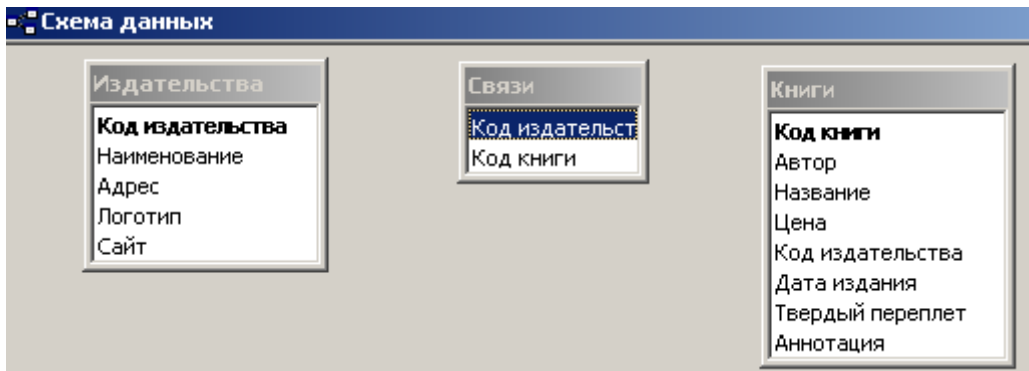 Схема данных
Издательства
Код издательства
Наименование
Адрес
Логотип
Сайт
Связи
Код издательст
Код книги
Книги
Код книги
Автор
Название
Цена
Код издательства
Дата издания
Твердый переплет
Аннотация